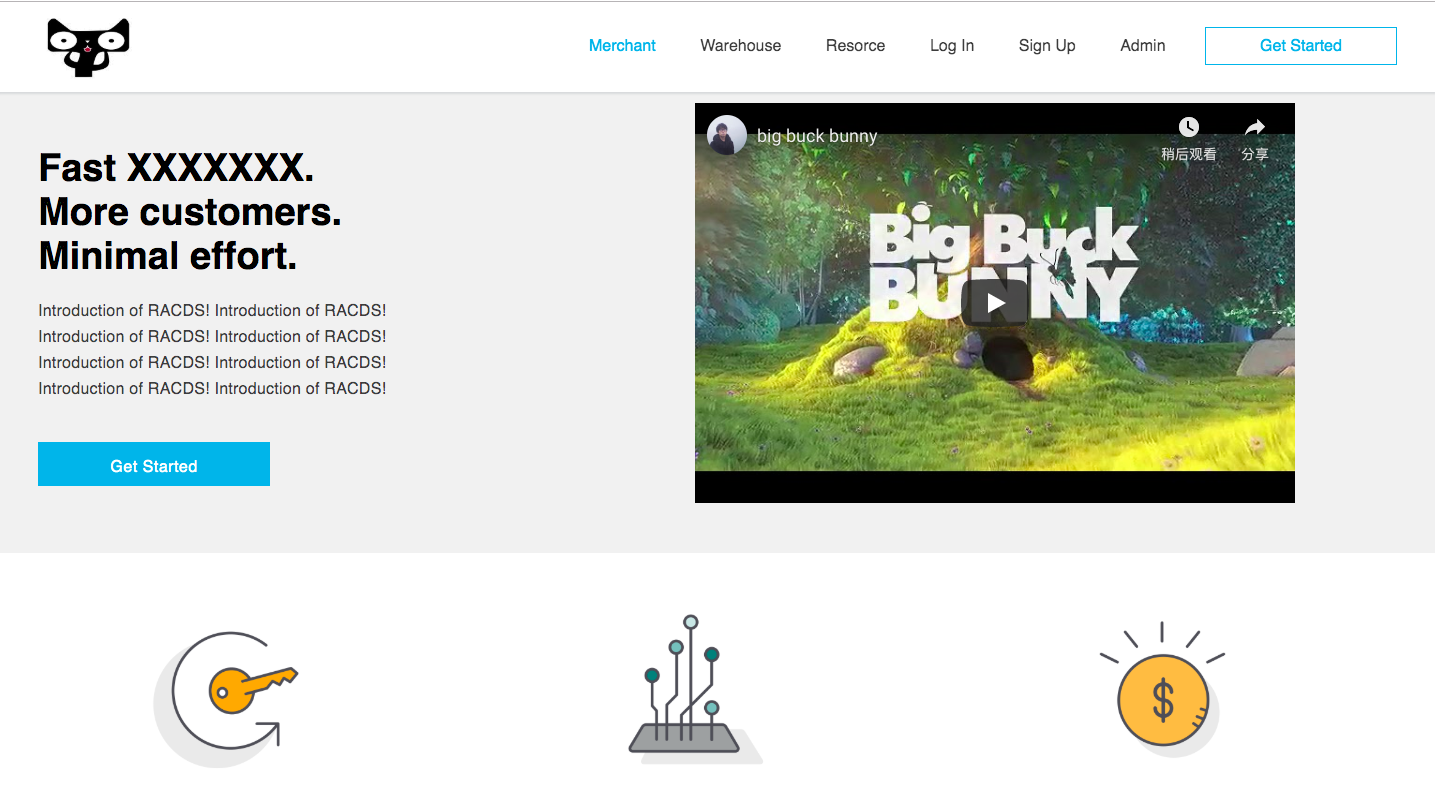 Merchant Warehouse Resorce Log In Sign Up Admin Get Started
Fast XXXXXXX.
More customers.
Minimal effort.
Introduction of RACDS! Introduction of RACDS!
Introduction of RACDS! Introduction of RACDS!
Introduction of RACDS! Introduction of RACDS!
Introduction of RACDS! Introduction of RACDS!
Get Started
big buck bunny
稍后观看 分享
Big Buck
BUNNY
$